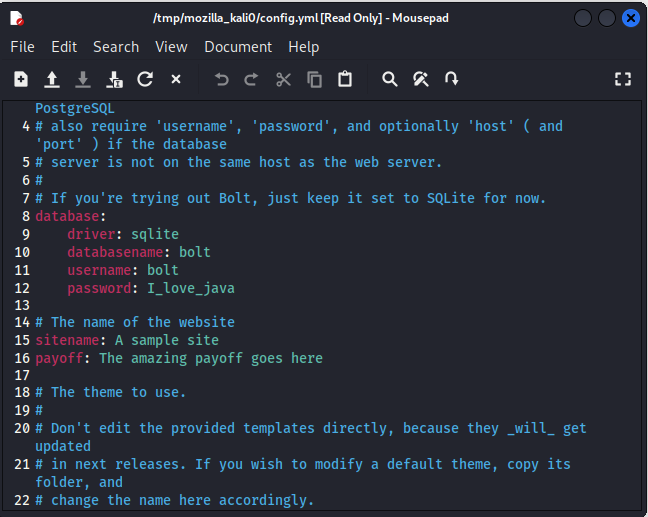 /tmp/mozilla_kali0/config.yml [Read Only] - Mousepad
File Edit Search View Document Help
PostgreSQL
4 # also require 'username', 'password', and optionally 'host' ( and
'port' ) if the database
5 # server is not on the same host as the web server.
6 #
7 # If you're trying out Bolt, just keep it set to SQLite for now.
8 database:
9     driver: sqlite
10     databasename: bolt
11     username: bolt
12     password: I_love_java
13
14 # The name of the website
15 sitename: A sample site
16 payoff: The amazing payoff goes here
17
18 # The theme to use.
19 #
20 # Don't edit the provided templates directly, because they _will_ get
updated
21 # in next releases. If you wish to modify a default theme, copy its
folder, and
22 # change the name here accordingly.